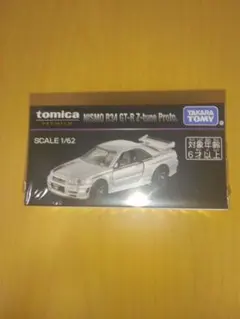 tomica
NISMO R34 GT-R Z-tune Proto.
TAKARA
TOMY
SCALE 1/62
対象年齢
6才以上